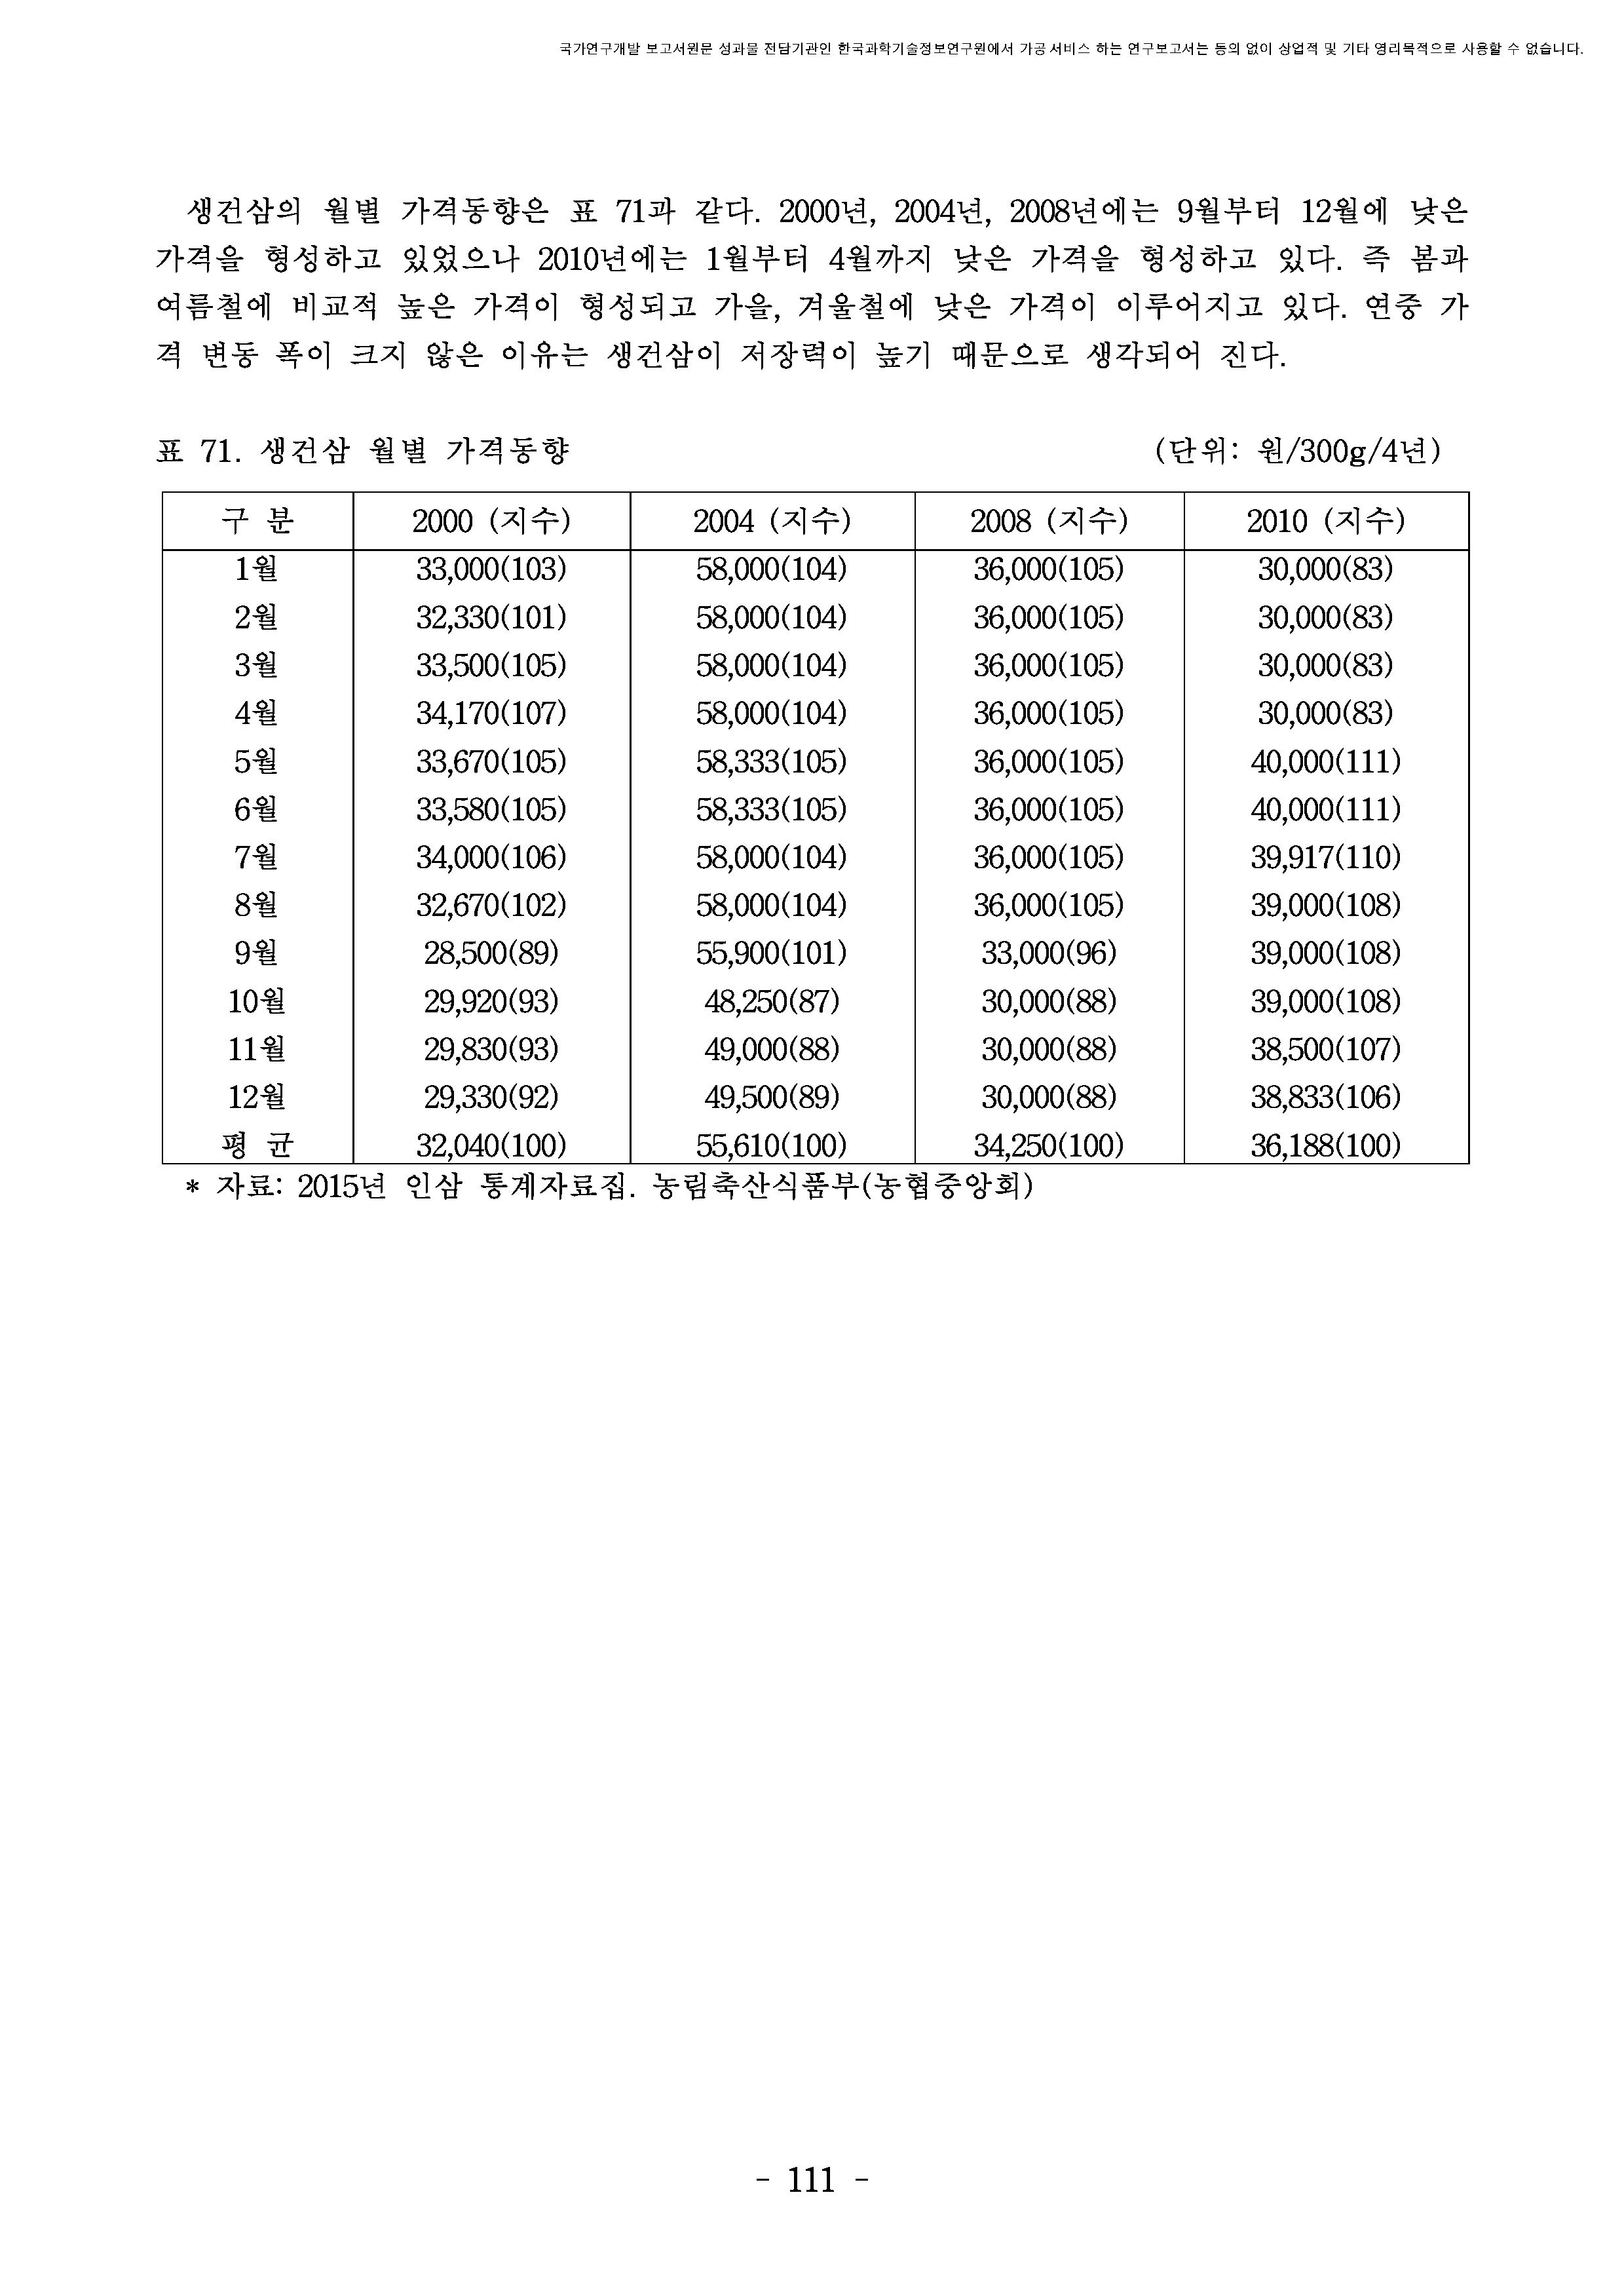 국가연구개발 보고서원문 성과물 전담기관인 한국과학기술정보연구원에서 가공·서비스 하는 연구보고서는 동의 없이 상업적 및 기타 영리목적으로 사용할 수 없습니다.
생건삼의 월별 가격동향은 표 71과 같다. 2000년, 2004년, 2008년에는 9월부터 12월에 낮은
가격을 형성하고 있었으나 2010년에는 1월부터 4월까지 낮은 가격을 형성하고 있다. 즉 봄과
여름철에 비교적 높은 가격이 형성되고 가을, 겨울철에 낮은 가격이 이루어지고 있다. 연중 가
격 변동 폭이 크지 않은 이유는 생건삼이 저장력이 높기 때문으로 생각되어 진다.
표 71. 생건삼 월별 가격동향 (단위: 원/300g/4년)
구 분 2000 (지수) 2004 (지수) 2008 (지수) 2010 (지수)
1월 33,000(103) 58,000(104) 36,000(105) 30,000(83)
2월 32,330(101) 58,000(104) 36,000(105) 30,000(83)
3월 33,500(105) 58,000(104) 36,000(105) 30,000(83)
4월 34,170(107) 58,000(104) 36,000(105) 30,000(83)
5월 33,670(105) 58,333(105) 36,000(105) 40,000(111)
6월 33,580(105) 58,333(105) 36,000(105) 40,000(111)
7월 34,000(106) 58,000(104) 36,000(105) 39,917(110)
8월 32,670(102) 58,000(104) 36,000(105) 39,000(108)
9월 28,500(89) 55,900(101) 33,000(96) 39,000(108)
10월 29,920(93) 48,250(87) 30,000(88) 39,000(108)
11월 29,830(93) 49,000(88) 30,000(88) 38,500(107)
12월 29,330(92) 49,500(89) 30,000(88) 38,833(106)
평 균 32,040(100) 55,610(100) 34,250(100) 36,188(100)
* 자료: 2015년 인삼 통계자료집. 농림축산식품부(농협중앙회)
- 111 -